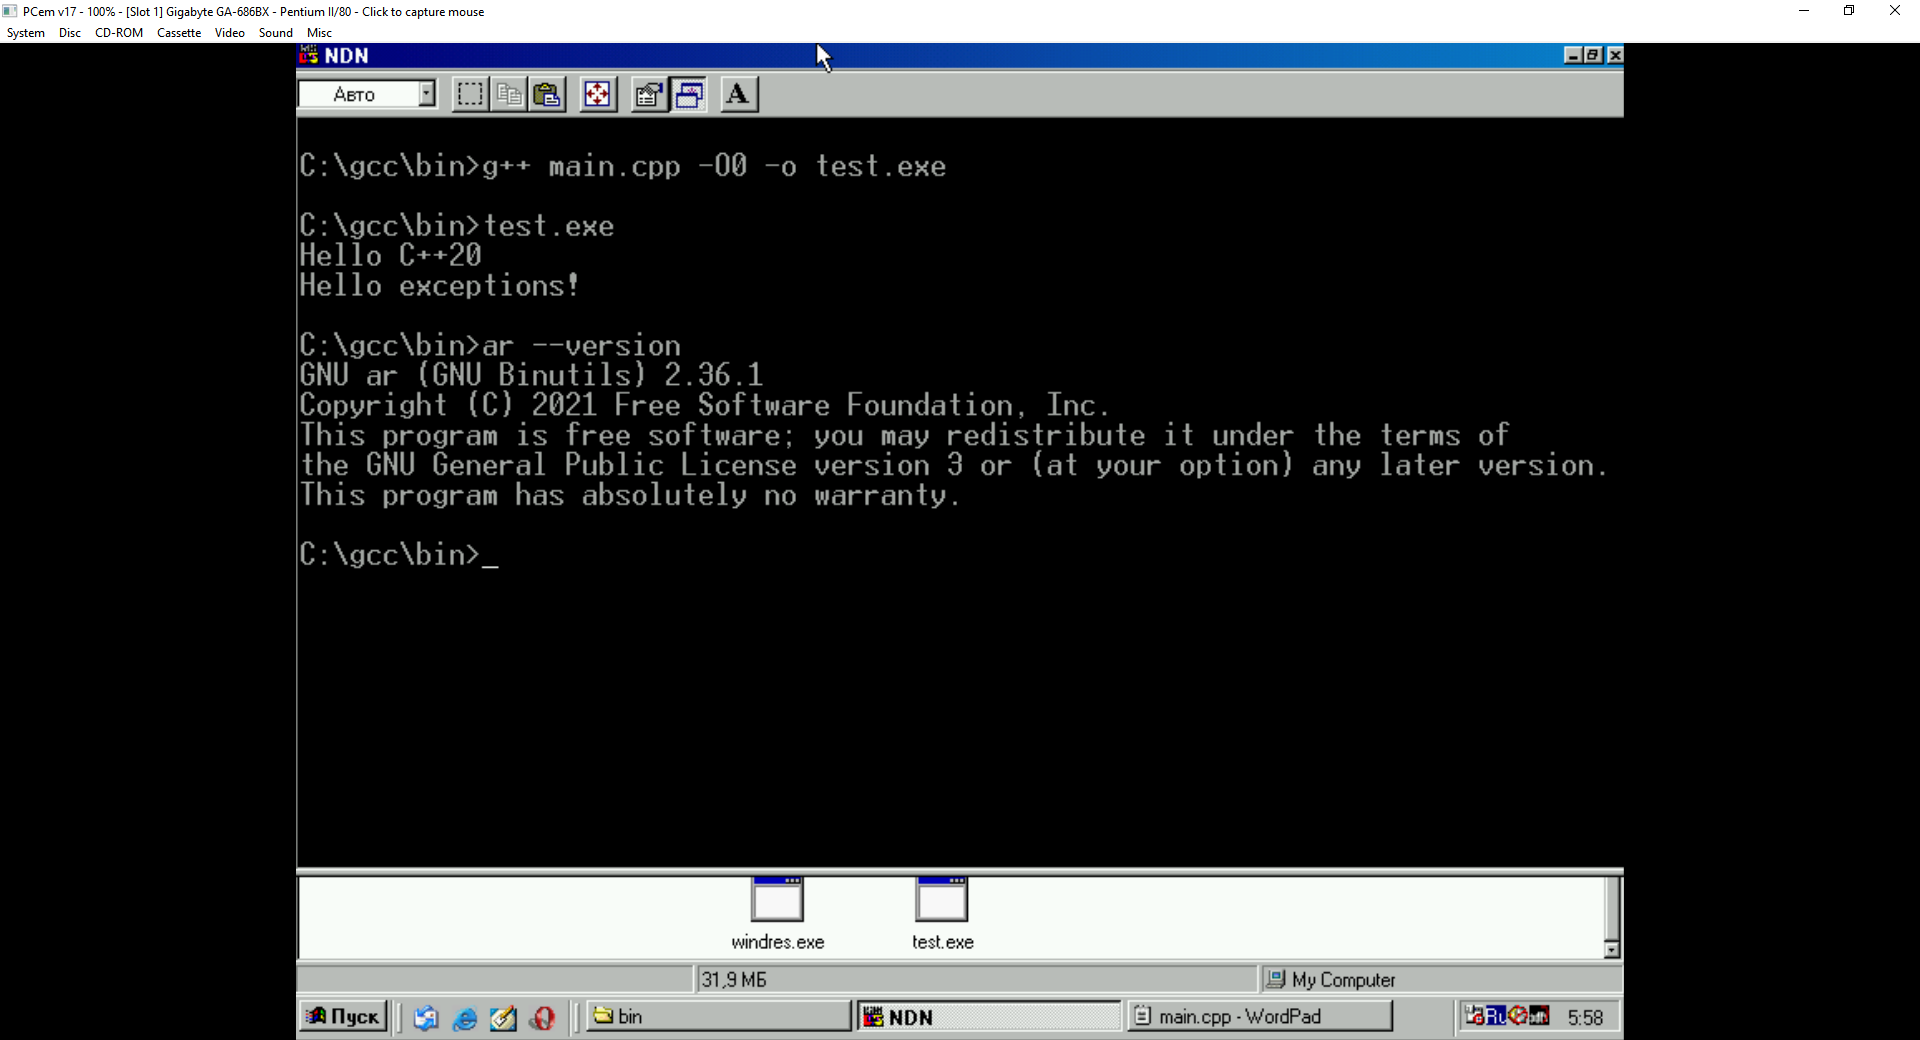 PCem v17 - 100% - [Slot 1] Gigabyte GA-686BX - Pentium II/80 - Click to capture mouse
System Disc CD-ROM Cassette Video Sound Misc
NDN
Авто
A
C:\gcc\bin>g++ main.cpp -O0 -o test.exe
C:\gcc\bin>test.exe
Hello C++20
Hello exceptions!
C:\gcc\bin>ar --version
GNU ar (GNU Binutils) 2.36.1
Copyright (C) 2021 Free Software Foundation, Inc.
This program is free software; you may redistribute it under the terms of
the GNU General Public License version 3 or (at your option) any later version.
This program has absolutely no warranty.
C:\gcc\bin>_
windres.exe test.exe
31,9 МБ My Computer
Пуск bin NDN main.cpp - WordPad Ru 5:58